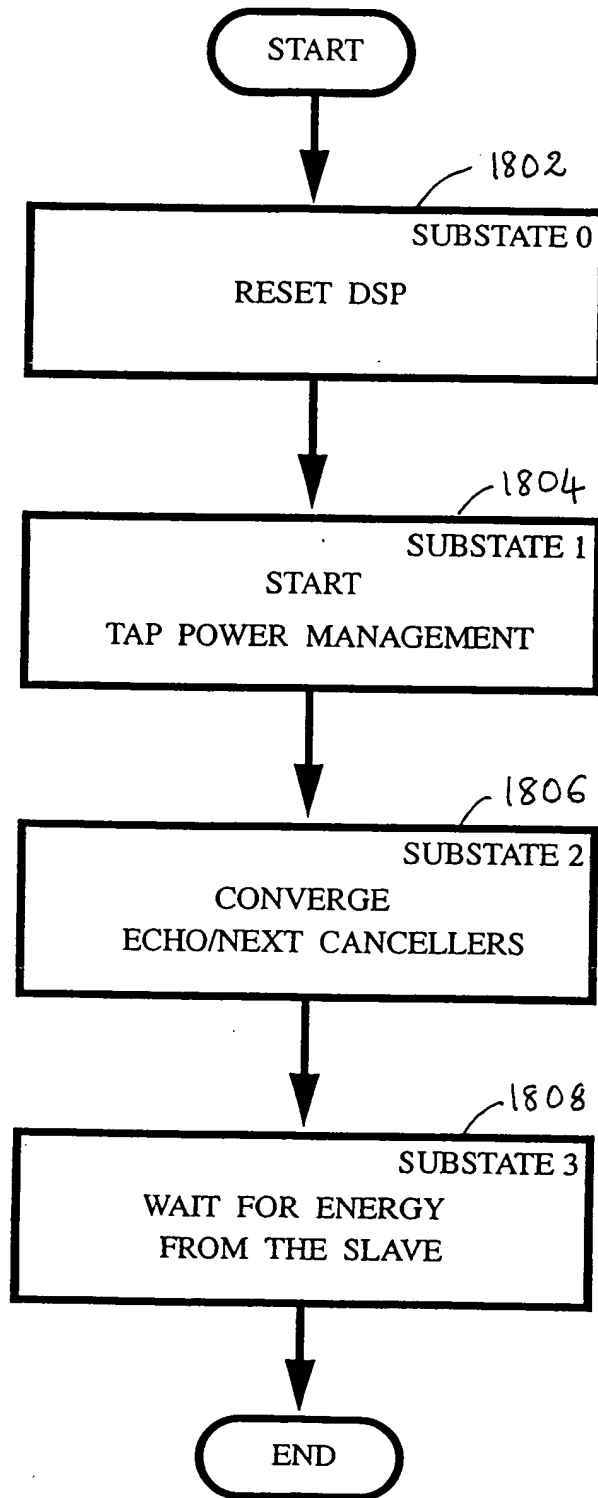 START
1802
SUBSTATE 0
RESET DSP
1804
SUBSTATE 1
START
TAP POWER MANAGEMENT
1806
SUBSTATE 2
CONVERGE
ECHO/NEXT CANCELLERS
1808
SUBSTATE 3
WAIT FOR ENERGY
FROM THE SLAVE
END